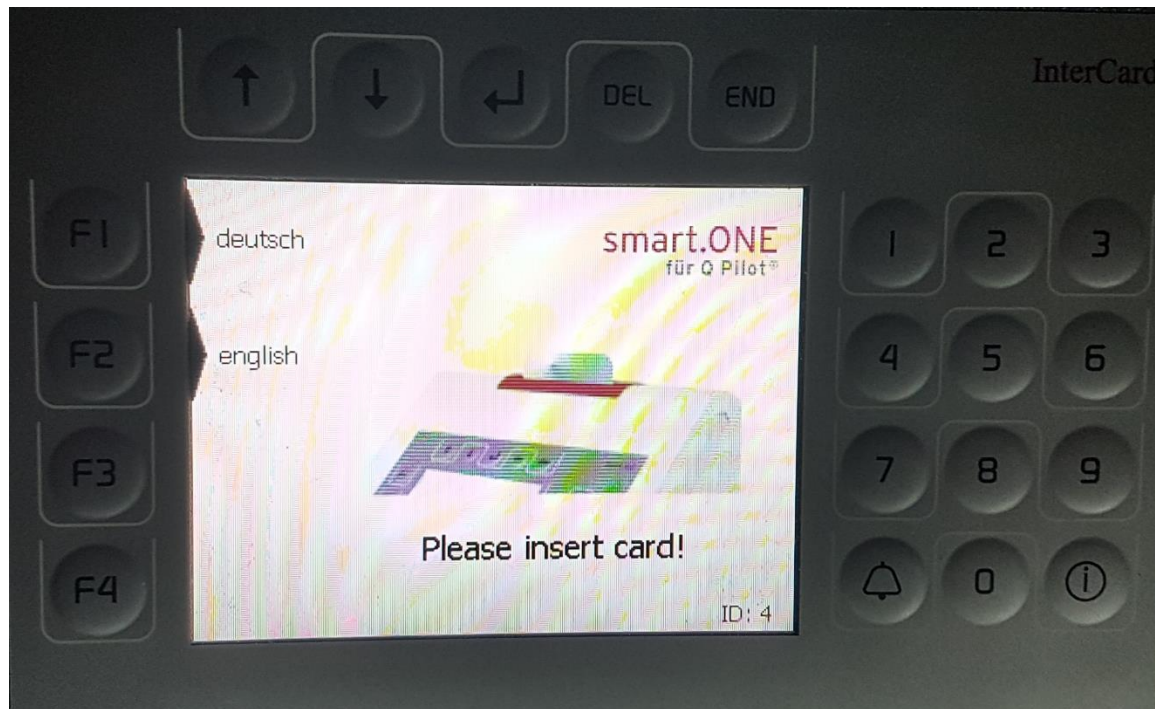 ↑ ↓ ↵ DEL END
InterCard
F1
deutsch
smart.ONE
für Q Pilot®
1 2 3
F2
english
4 5 6
F3
7 8 9
Please insert card!
F4
0 i
ID: 4